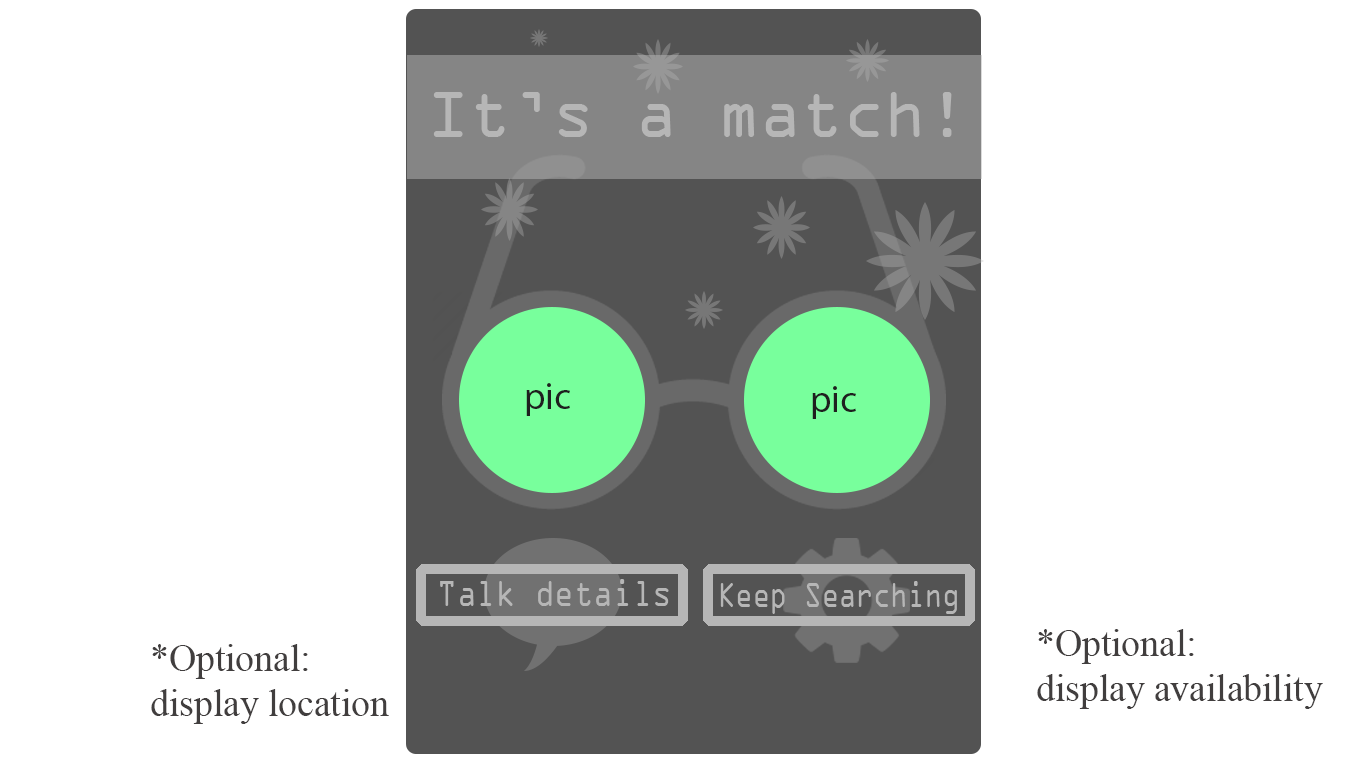 It's a match!
pic
pic
Talk details
Keep Searching
*Optional:
display location
*Optional:
display availability